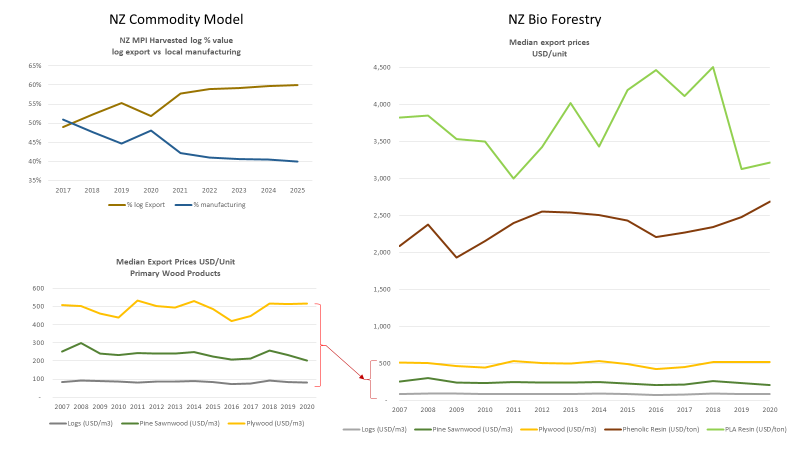 NZ Commodity Model
NZ MPI Harvested log % value
log export vs local manufacturing
65%
60%
55%
50%
45%
40%
35%
2017 2018 2019 2020 2021 2022 2023 2024 2025
% log Export % manufacturing
Median Export Prices USD/Unit
Primary Wood Products
600
500
400
300
200
100
-
2007 2008 2009 2010 2011 2012 2013 2014 2015 2016 2017 2018 2019 2020
Logs (USD/m3) Pine Sawnwood (USD/m3) Plywood (USD/m3)
NZ Bio Forestry
Median export prices
USD/unit
4,500
4,000
3,500
3,000
2,500
2,000
1,500
1,000
500
-
2007 2008 2009 2010 2011 2012 2013 2014 2015 2016 2017 2018 2019 2020
Logs (USD/m3) Pine Sawnwood (USD/m3) Plywood (USD/m3) Phenolic Resin (USD/ton) PLA Resin (USD/ton)